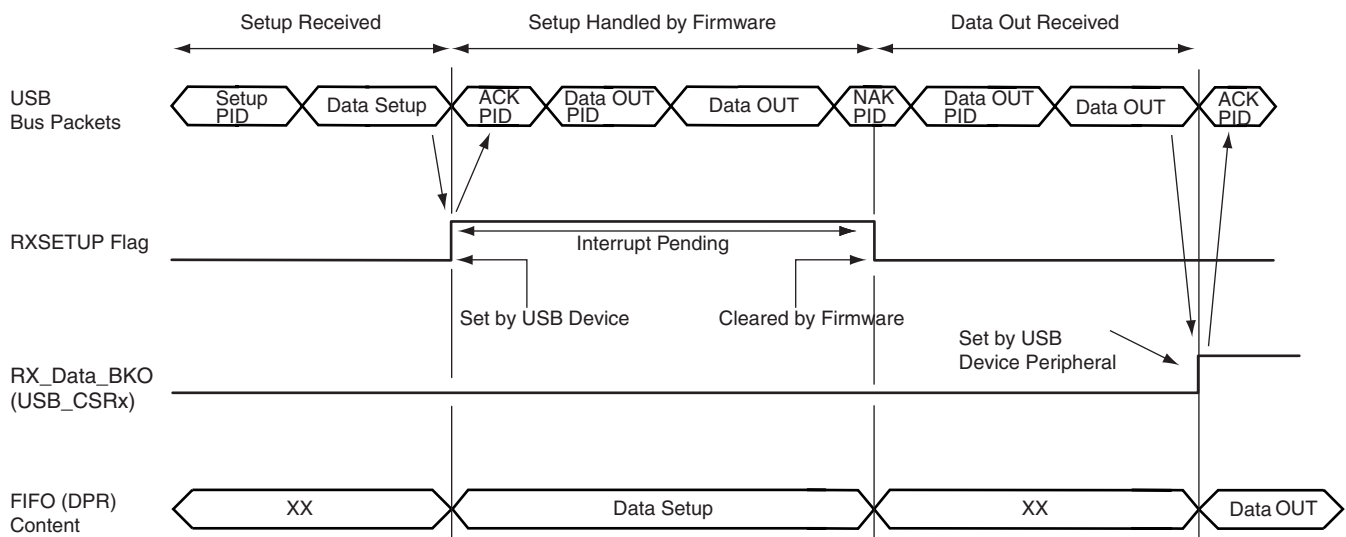 Setup Received
Setup Handled by Firmware
Data Out Received
USB
Bus Packets
Setup
PID
Data Setup
ACK
PID
Data OUT
PID
Data OUT
NAK
PID
Data OUT
PID
Data OUT
ACK
PID
RXSETUP Flag
Interrupt Pending
Set by USB Device
Cleared by Firmware
Set by USB
Device Peripheral
RX_Data_BKO
(USB_CSRx)
FIFO (DPR)
Content
XX
Data Setup
XX
Data OUT